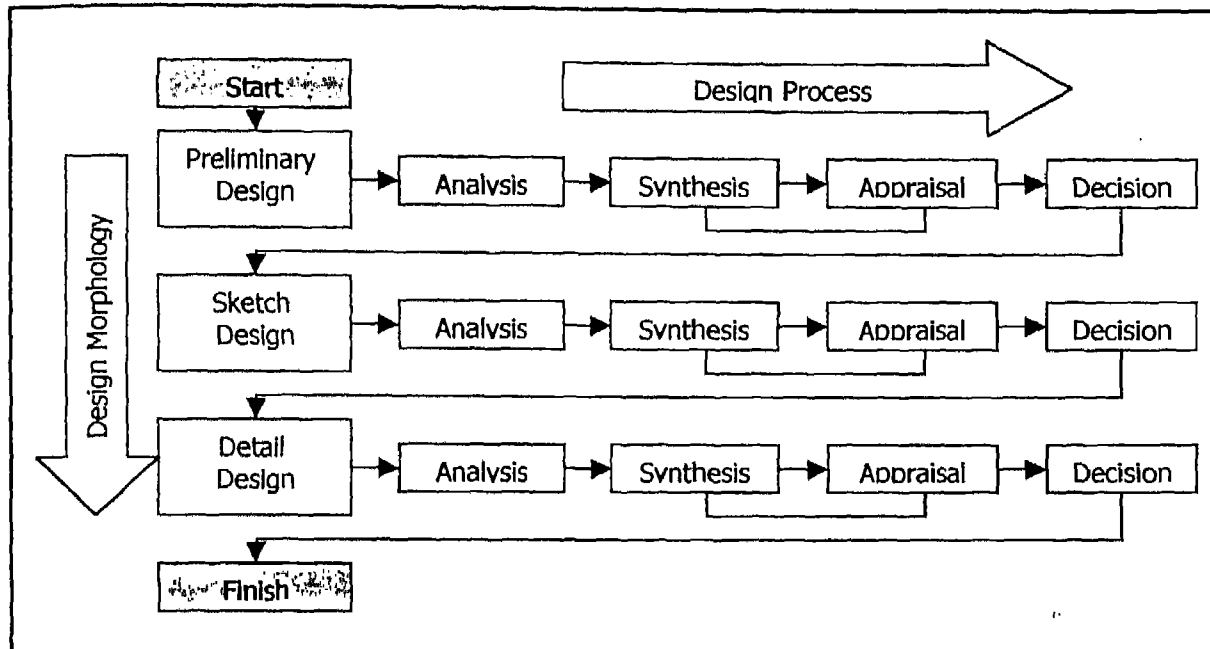 Start
Design Process
Preliminary
Design
Analysis
Synthesis
Appraisal
Decision
Design Morphology
Sketch
Design
Analysis
Synthesis
Appraisal
Decision
Detail
Design
Analysis
Synthesis
Appraisal
Decision
Finish